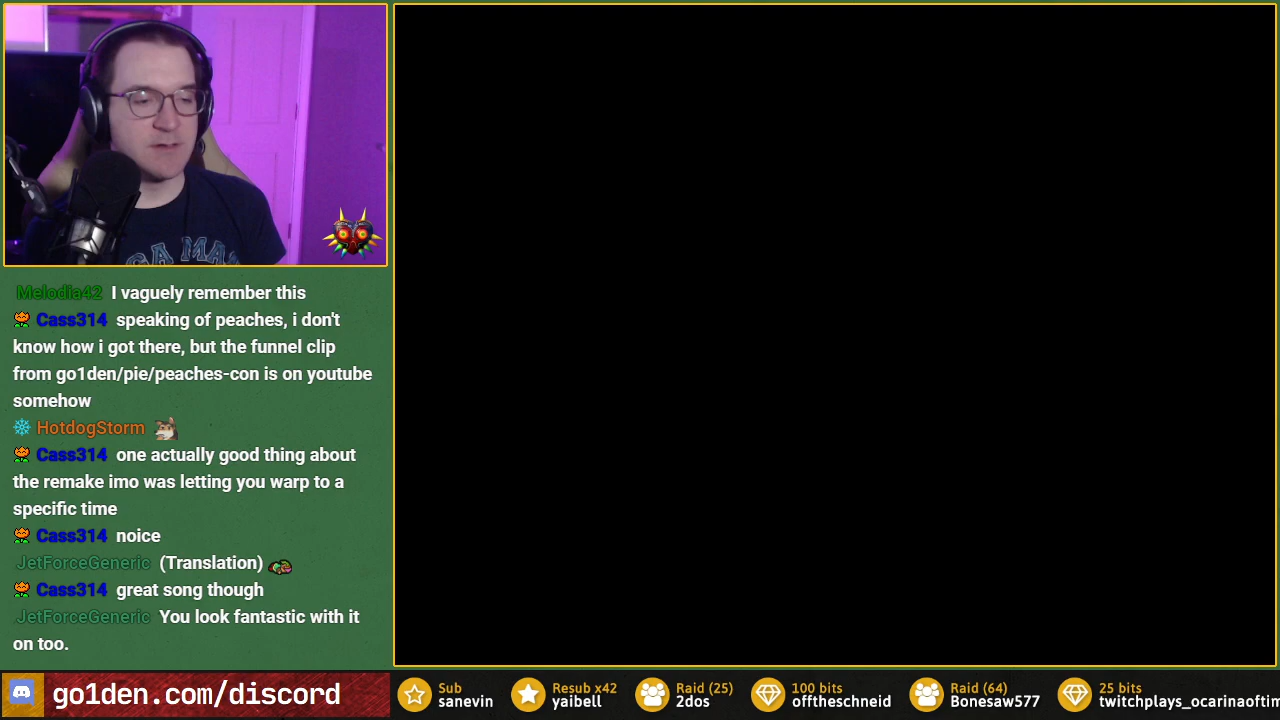 Melodia42 I vaguely remember this
Cass314 speaking of peaches, i don't
know how i got there, but the funnel clip
from go1den/pie/peaches-con is on youtube
somehow
HotdogStorm
Cass314 one actually good thing about
the remake imo was letting you warp to a
specific time
Cass314 noice
JetForceGeneric (Translation)
Cass314 great song though
JetForceGeneric You look fantastic with it
on too.
go1den.com/discord
Sub
sanevin
Resub x42
yaibell
Raid (25)
2dos
100 bits
offtheschneid
Raid (64)
Bonesaw577
25 bits
twitchplays_ocarinaoftim